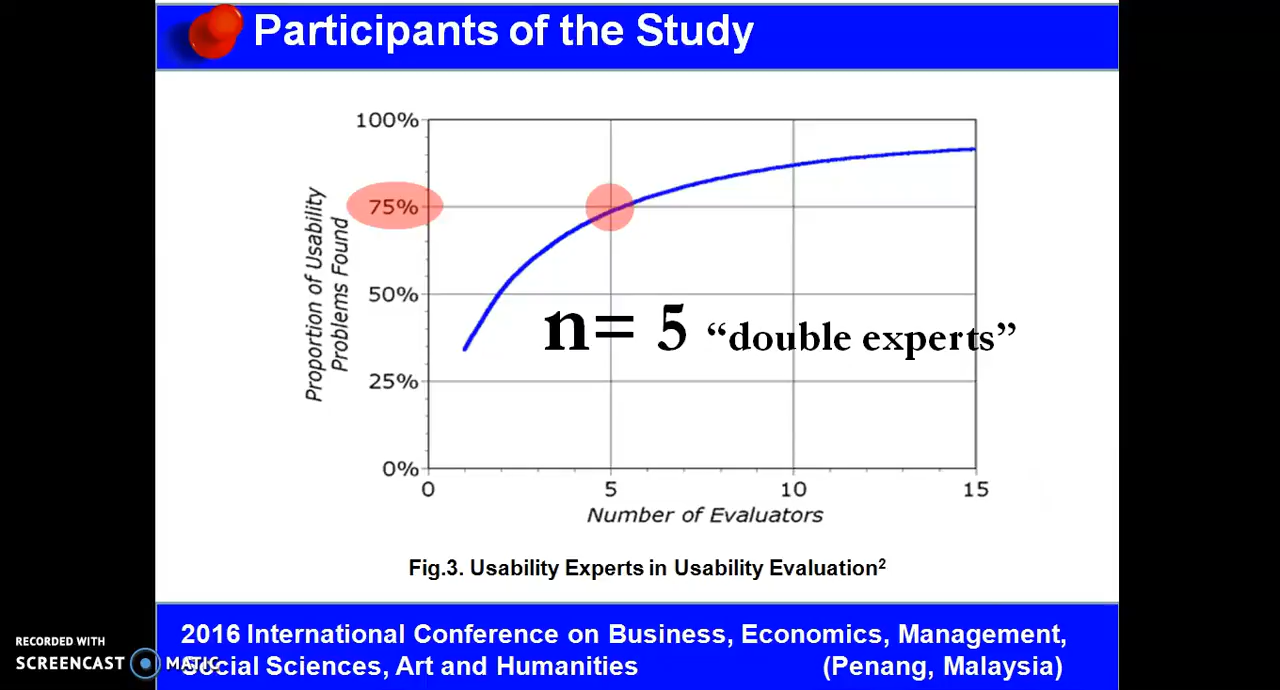 Participants of the Study
100%
75%
50%
25%
0%
Proportion of Usability
Problems Found
n= 5 “double experts”
0 5 10 15
Number of Evaluators
Fig.3. Usability Experts in Usability Evaluation²
2016 International Conference on Business, Economics, Management,
Social Sciences, Art and Humanities (Penang, Malaysia)
RECORDED WITH
SCREENCAST MATIC